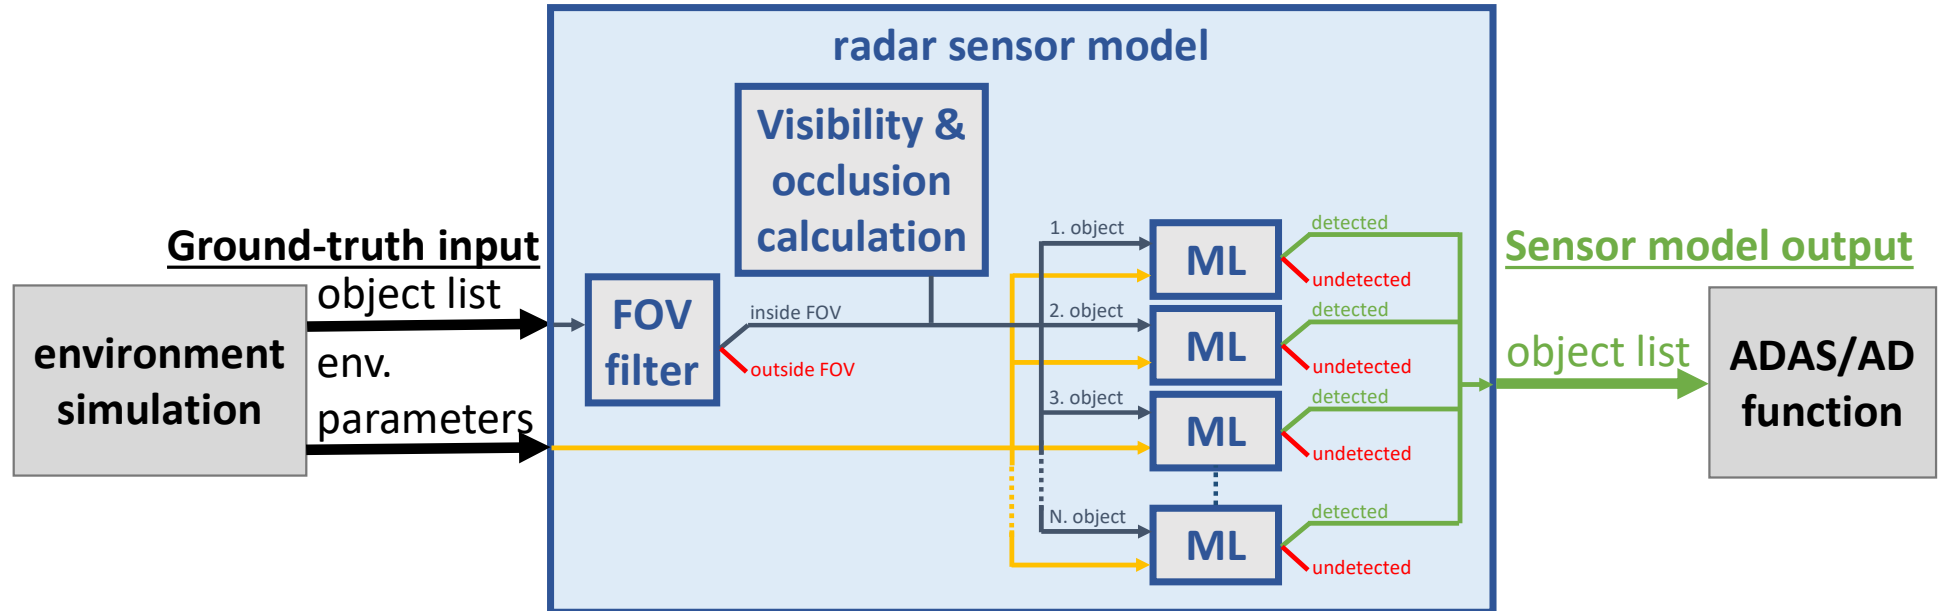 radar sensor model
Visibility &
occlusion
calculation
Ground-truth input
object list
env.
parameters
environment
simulation
FOV
filter
inside FOV
outside FOV
1. object
2. object
3. object
N. object
ML
detected
undetected
ML
detected
undetected
ML
detected
undetected
ML
detected
undetected
Sensor model output
object list
ADAS/AD
function